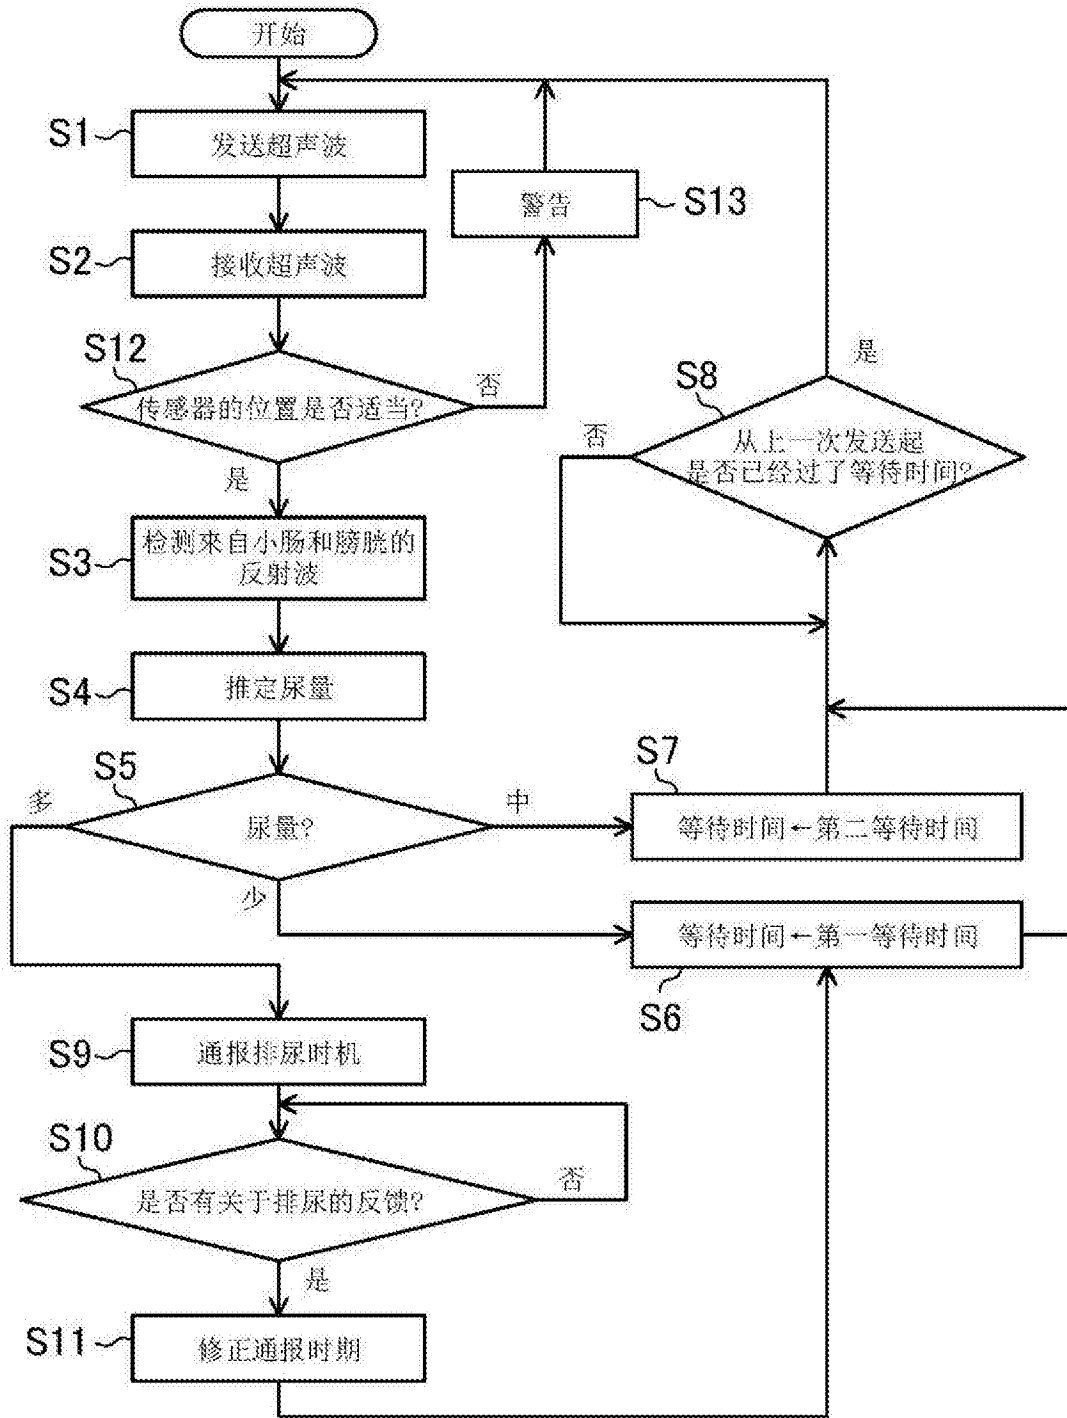 开始
S1
发送超声波
S13
警告
S2
接收超声波
S12
传感器的位置是否适当?
否
是
S8
是
否
从上一次发送起
是否已经过了等待时间?
S3
检测来自小肠和膀胱的
反射波
S4
推定尿量
S5
多
尿量?
中
少
S7
等待时间←第二等待时间
等待时间←第一等待时间
S6
S9
通报排尿时机
S10
是否有关于排尿的反馈?
否
是
S11
修正通报时期